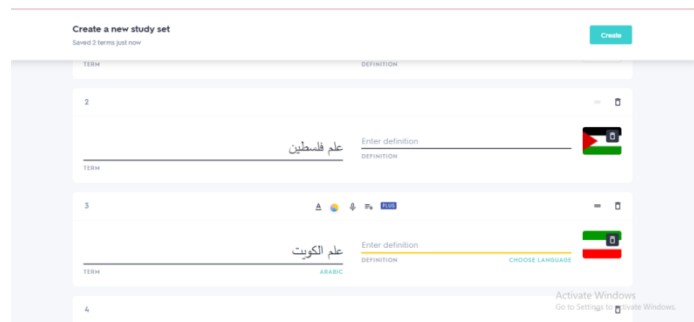 Create a new study set
Saved 2 terms just now
Create
TERM
DEFINITION
2
علم فلسطين
Enter definition
TERM
DEFINITION
3
PLUS
علم الكويت
Enter definition
TERM
ARABIC
DEFINITION
CHOOSE LANGUAGE
4
Activate Windows
Go to Settings to activate Windows.